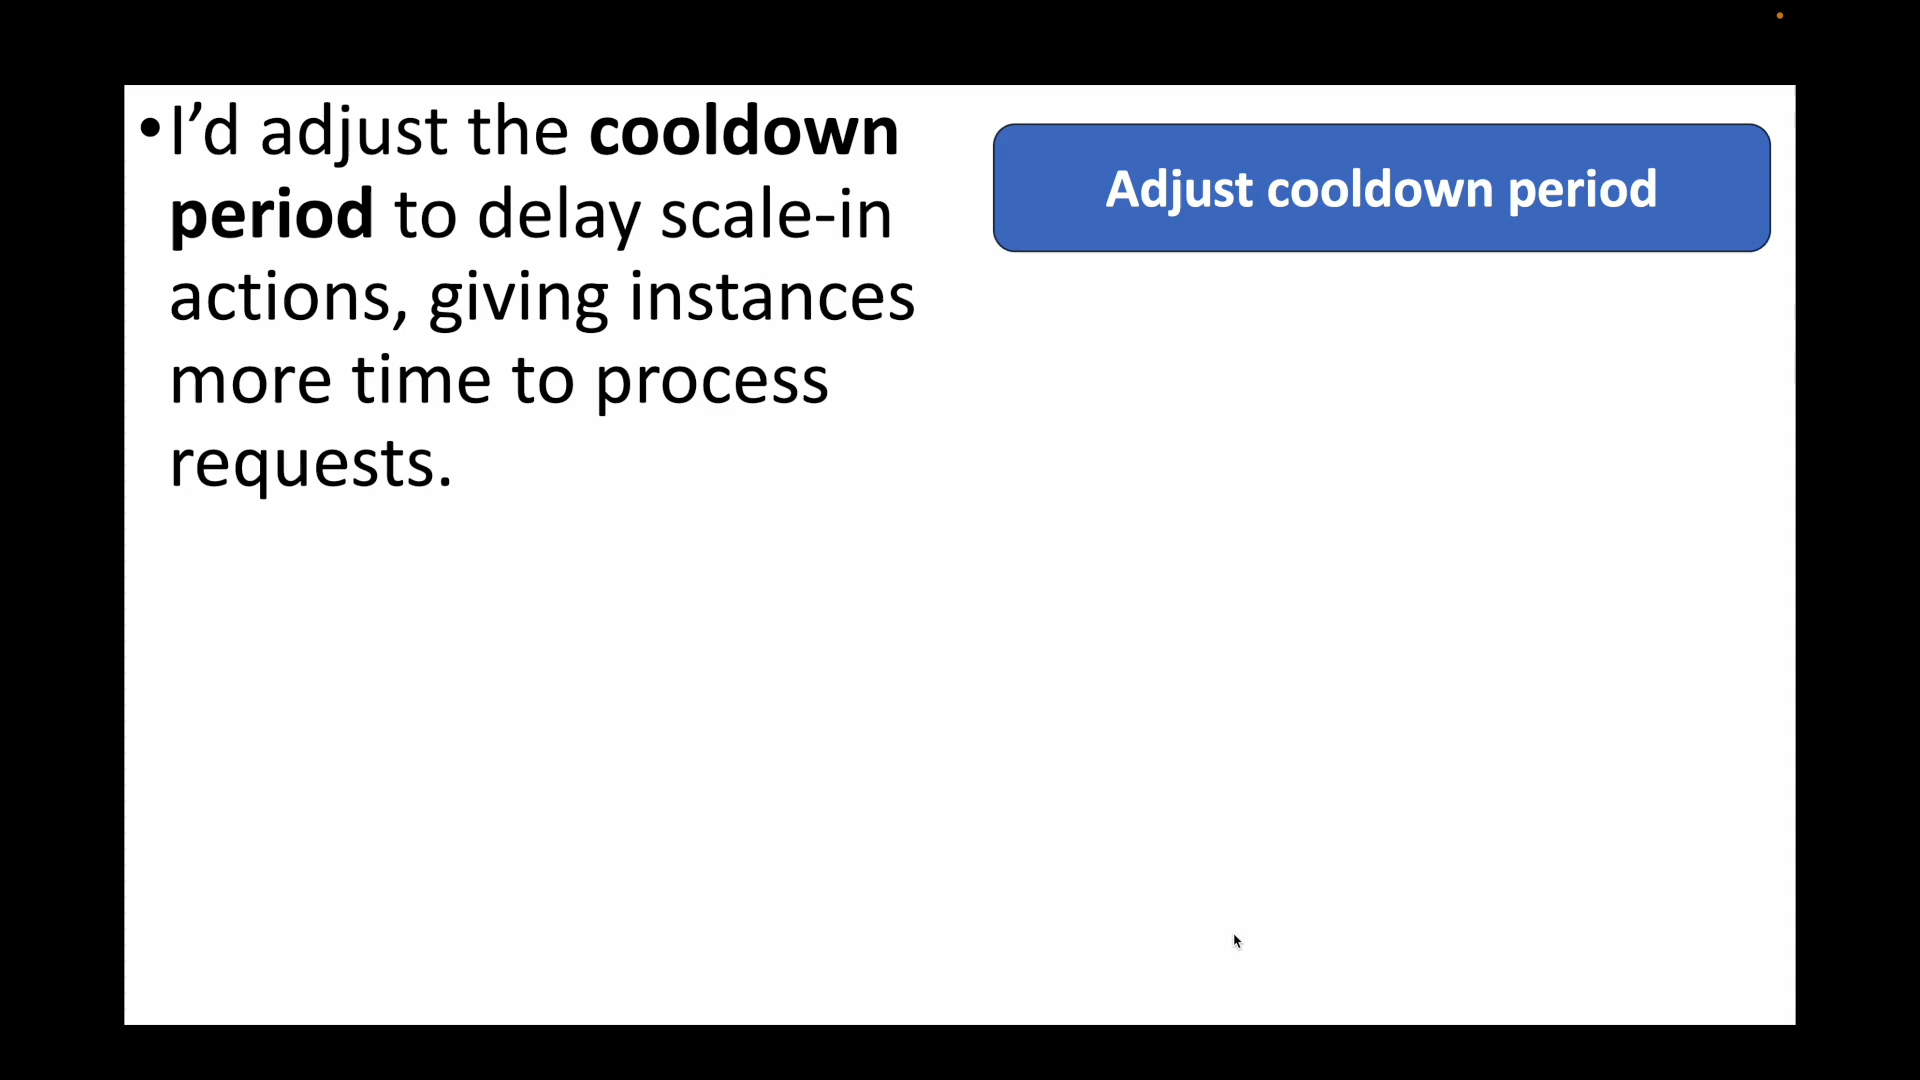 •I’d adjust the cooldown
period to delay scale-in
actions, giving instances
more time to process
requests.
Adjust cooldown period